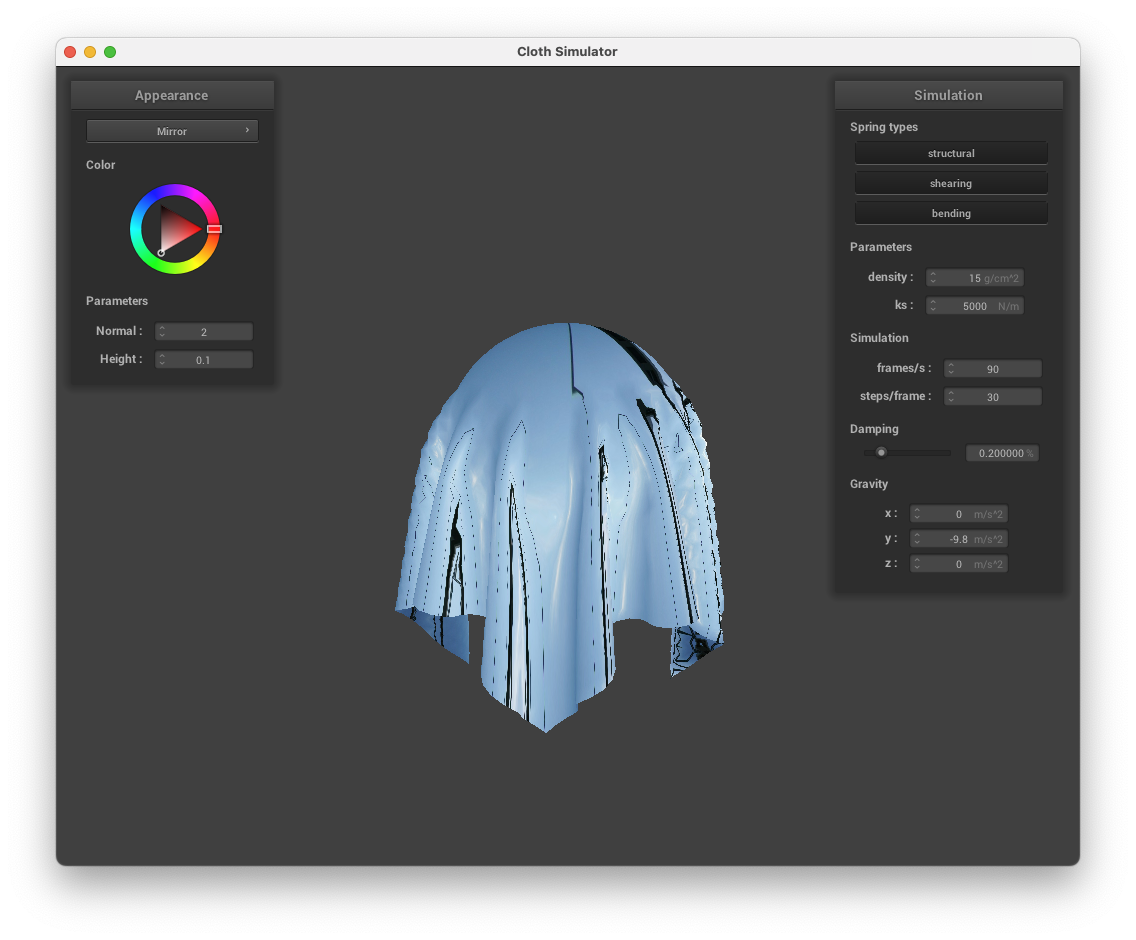 Cloth Simulator
Appearance
Mirror
Color
Parameters
Normal : 2
Height : 0.1
Simulation
Spring types
structural
shearing
bending
Parameters
density : 15 g/cm^2
ks : 5000 N/m
Simulation
frames/s : 90
steps/frame : 30
Damping
0.200000 %
Gravity
x : 0 m/s^2
y : -9.8 m/s^2
z : 0 m/s^2